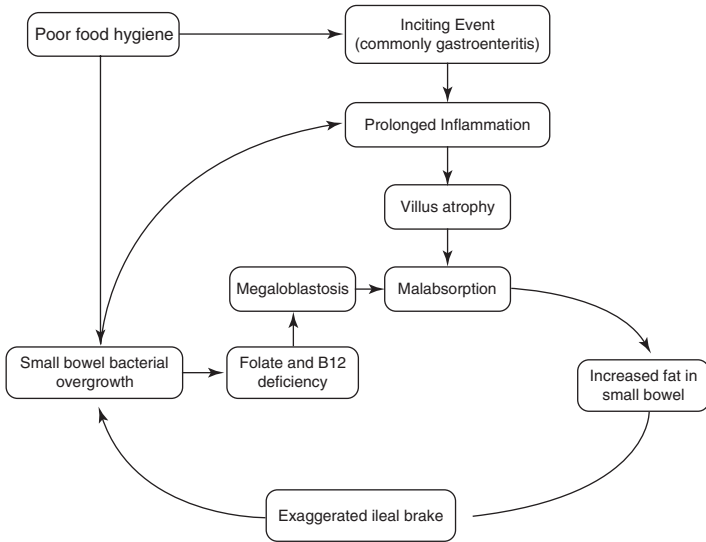 Poor food hygiene
Inciting Event
(commonly gastroenteritis)
Prolonged Inflammation
Villus atrophy
Megaloblastosis
Malabsorption
Small bowel bacterial
overgrowth
Folate and B12
deficiency
Increased fat in
small bowel
Exaggerated ileal brake